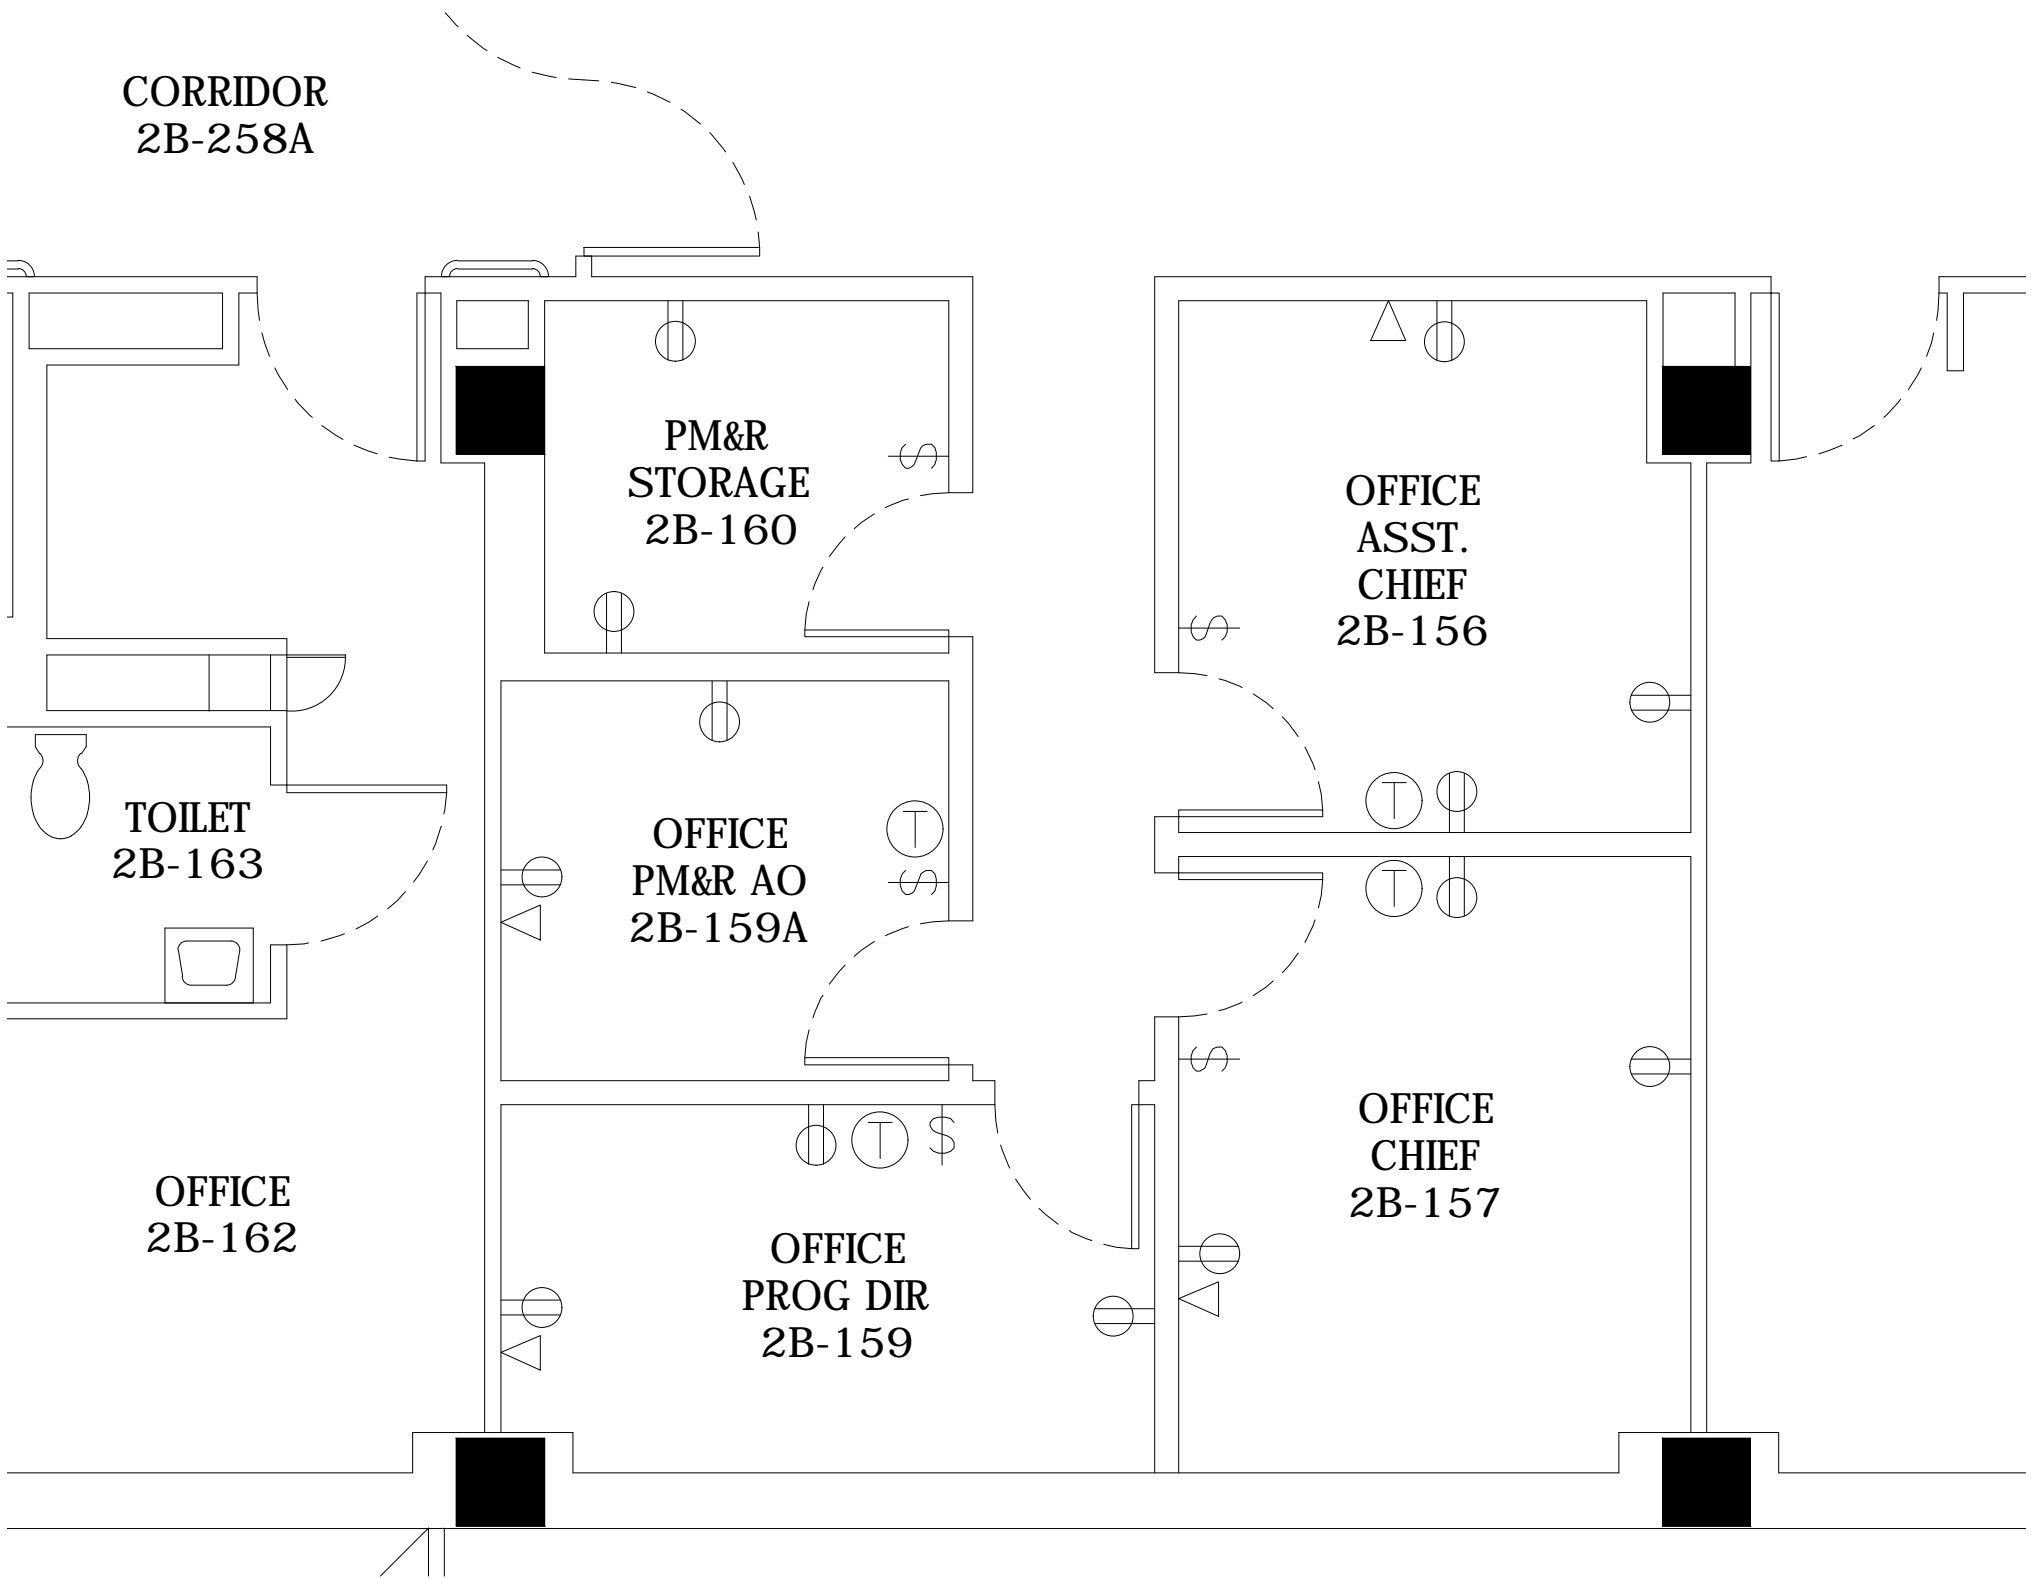 CORRIDOR
2B-258A
PM&R
STORAGE
2B-160
OFFICE
ASST.
CHIEF
2B-156
S
S
T
T
TOILET
2B-163
OFFICE
PM&R AO
2B-159A
T
S
S
OFFICE
CHIEF
2B-157
T
S
OFFICE
2B-162
OFFICE
PROG DIR
2B-159